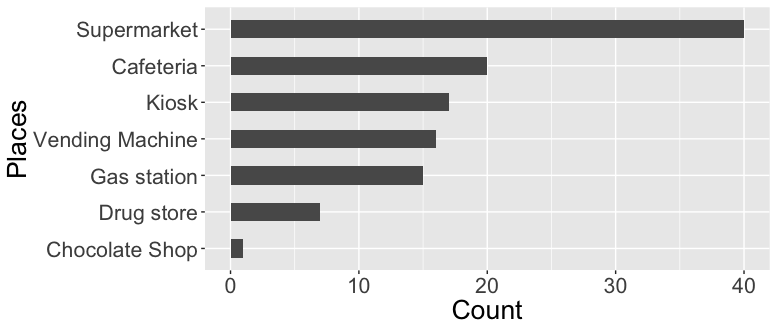 Supermarket
Cafeteria
Kiosk
Vending Machine
Gas station
Drug store
Chocolate Shop
Places
0 10 20 30 40
Count